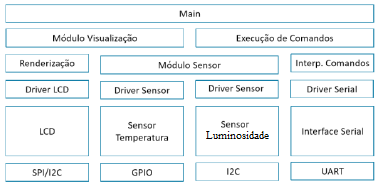 Main
Módulo Visualização
Execução de Comandos
Renderização
Módulo Sensor
Interp. Comandos
Driver LCD
Driver Sensor
Driver Sensor
Driver Serial
LCD
Sensor
Temperatura
Sensor
Luminosidade
Interface Serial
SPI/I2C
GPIO
I2C
UART